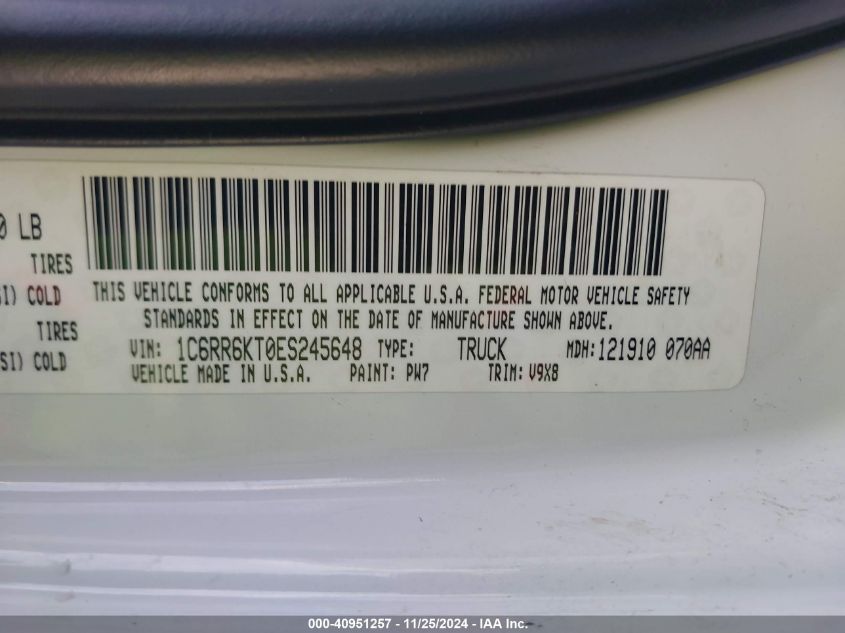 0 LB
TIRES
SI) COLD
TIRES
SI) COLD
THIS VEHICLE CONFORMS TO ALL APPLICABLE U.S.A. FEDERAL MOTOR VEHICLE SAFETY
STANDARDS IN EFFECT ON THE DATE OF MANUFACTURE SHOWN ABOVE.
VIN: 1C6RR6KT0ES245648 TYPE: TRUCK MDH:121910 070AA
VEHICLE MADE IN U.S.A. PAINT: PW7 TRIM: V9X8
000-40951257 - 11/25/2024 - IAA Inc.